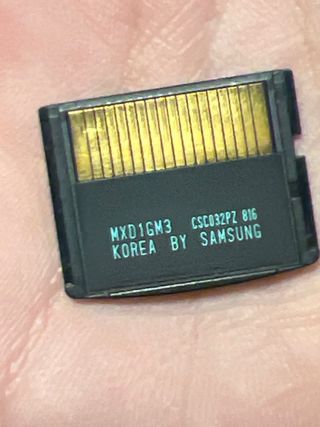 MXD1GM3 CSC032PZ 816
KOREA BY SAMSUNG